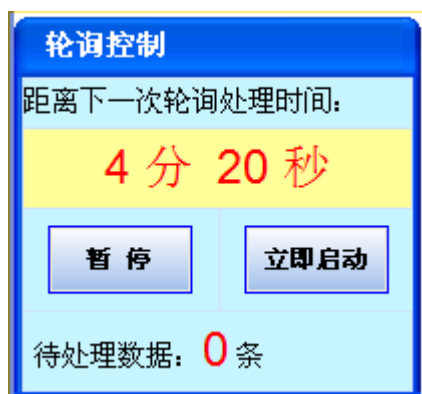 轮询控制
距离下一次轮询处理时间：
4 分 20 秒
暂 停 立即启动
待处理数据：0 条